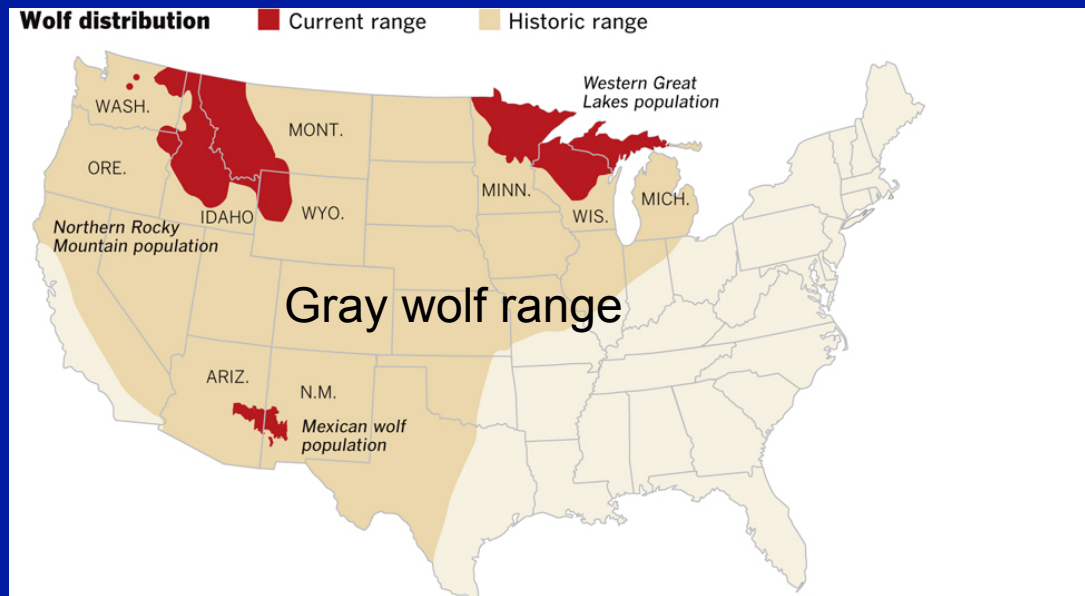 Wolf distribution
Current range
Historic range
Western Great
Lakes population
WASH.
MONT.
ORE.
MINN.
IDAHO
WYO.
WIS.
MICH.
Northern Rocky
Mountain population
Gray wolf range
ARIZ.
N.M.
Mexican wolf
population